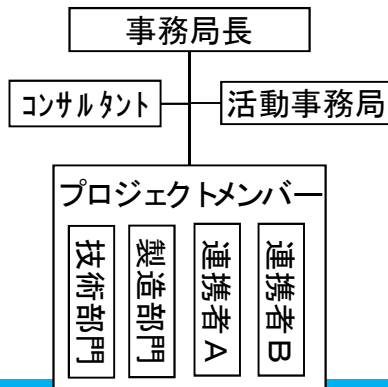 事務局長
コンサルタント
活動事務局
プロジェクトメンバー
技術部門
製造部門
連携者A
連携者B